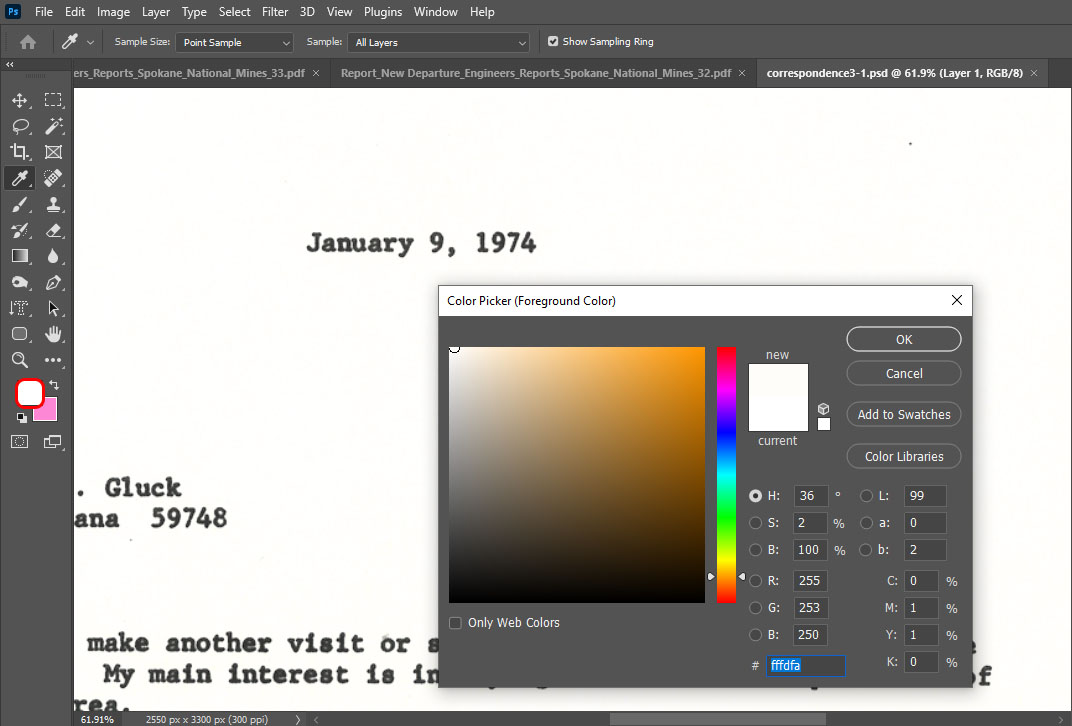 Ps File Edit Image Layer Type Select Filter 3D View Plugins Window Help
Sample Size: Point Sample Sample: All Layers Show Sampling Ring
ers_Reports_Spokane_National_Mines_33.pdf × Report_New Departure_Engineers_Reports_Spokane_National_Mines_32.pdf × correspondence3-1.psd @ 61.9% (Layer 1, RGB/8) ×
January 9, 1974
. Gluck
ana 59748
make another visit or
My main interest is in
of
rea.
Color Picker (Foreground Color)
new
current
OK
Cancel
Add to Swatches
Color Libraries
H: 36 ° L: 99
S: 2 % a: 0
B: 100 % b: 2
R: 255 C: 0 %
G: 253 M: 1 %
B: 250 Y: 1 %
# fffdfa K: 0 %
Only Web Colors
61.91% 2550 px x 3300 px (300 ppi)